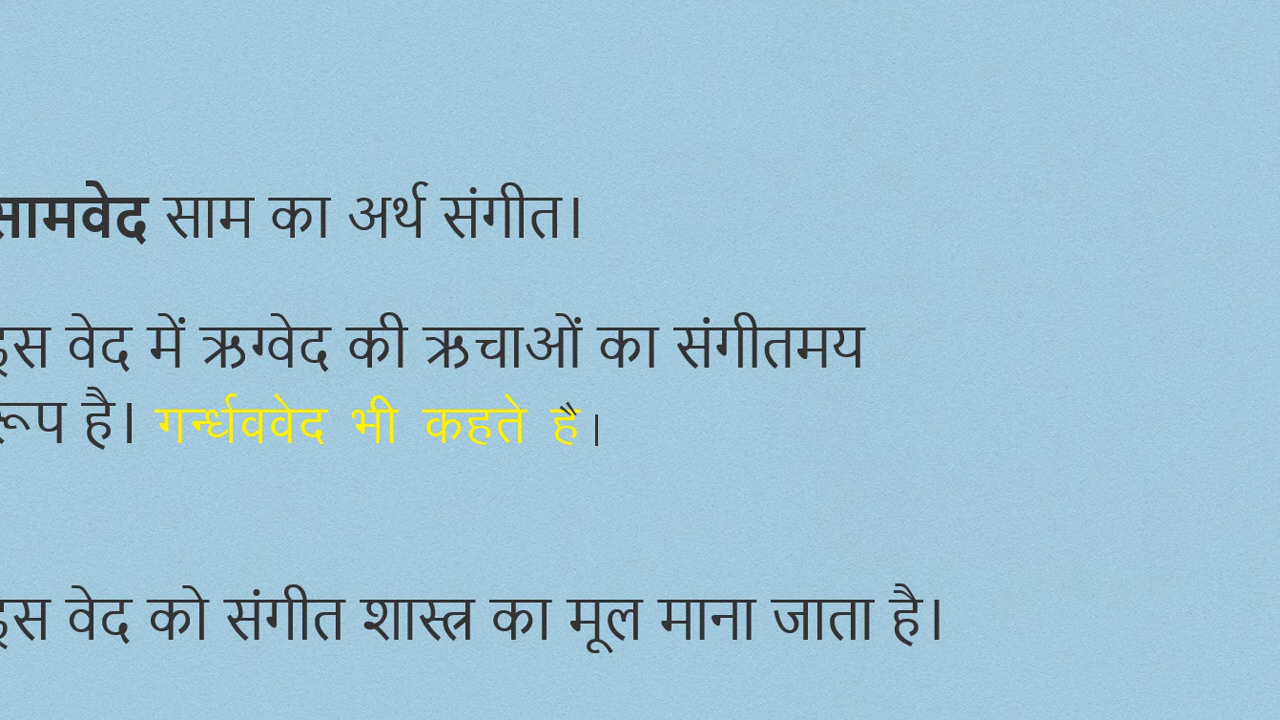 सामवेद साम का अर्थ संगीत।
इस वेद में ऋग्वेद की ऋचाओं का संगीतमय
रूप है। गर्न्धववेद भी कहते है।
इस वेद को संगीत शास्त्र का मूल माना जाता है।